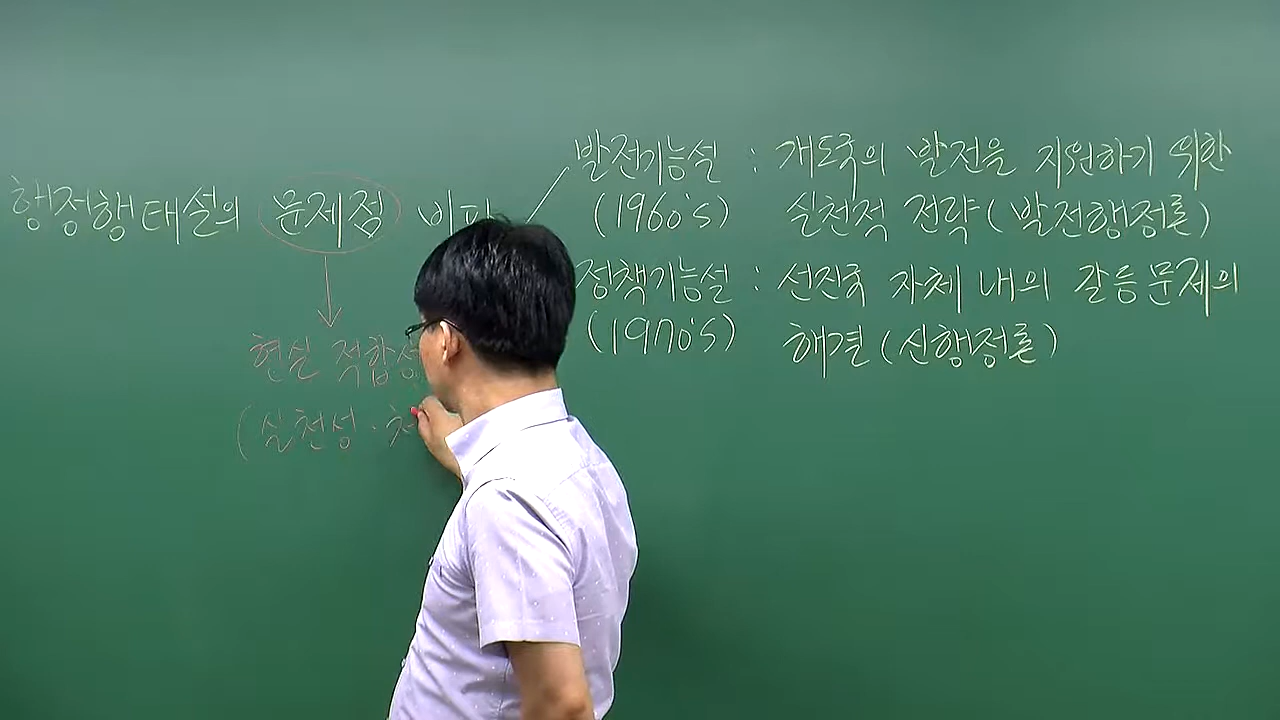 행정행태설의 문제점 비파
발전기능설 : 개도국의 발전을 지원하기 위한
(1960's) 실천적 전략(발전행정론)
정책기능설 : 선진국 자체 내의 갈등문제의
(1970's) 해결(신행정론)
현실 적합성
(실천성·처